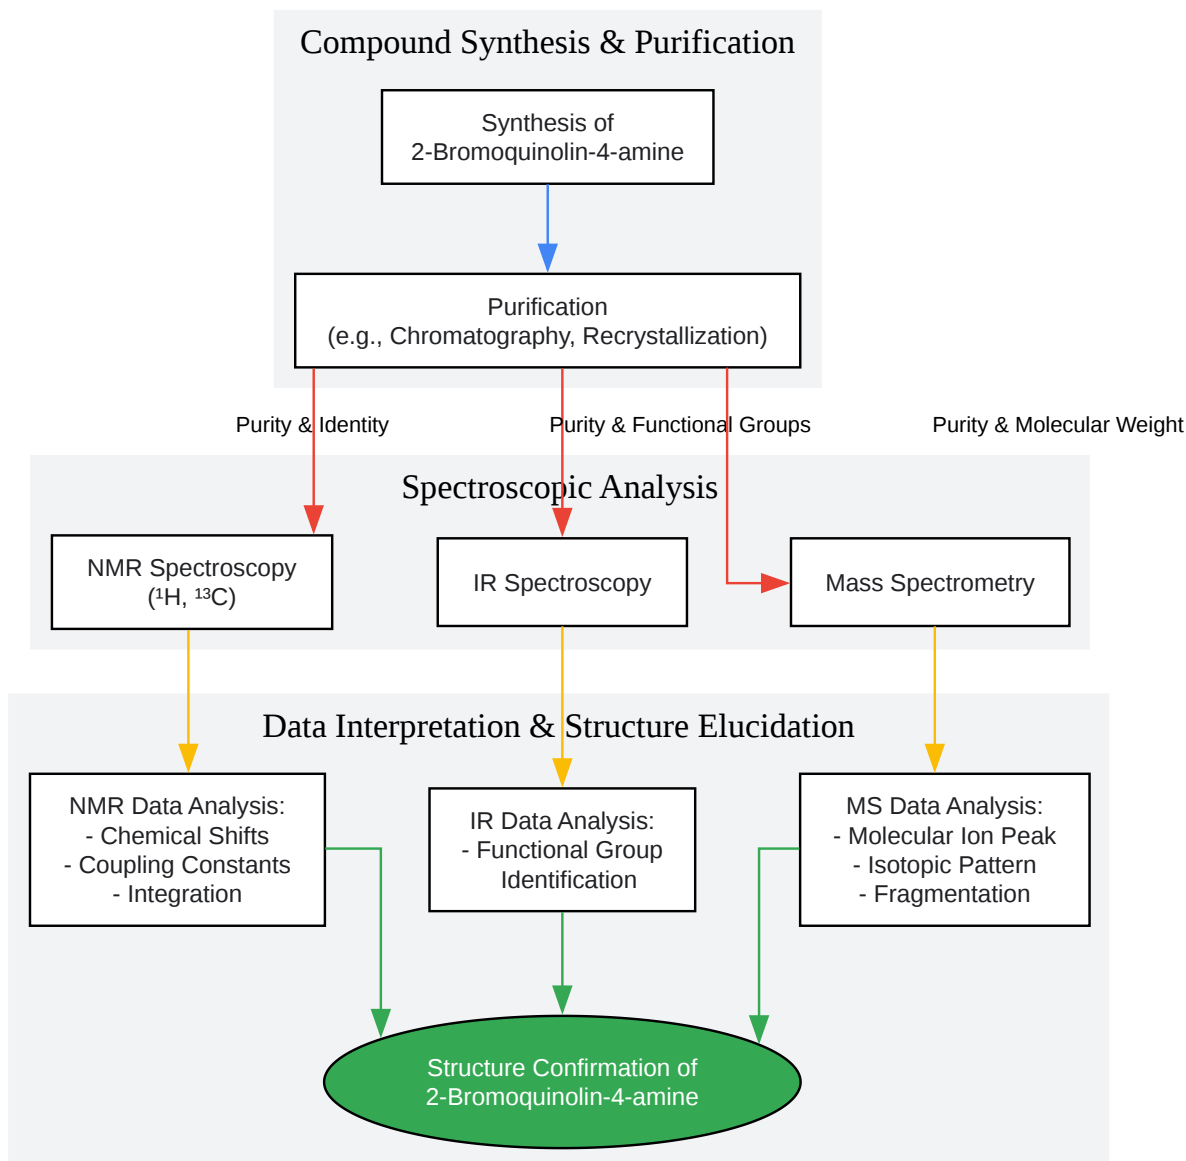 Compound Synthesis & Purification
Synthesis of
2-Bromoquinolin-4-amine
Purification
(e.g., Chromatography, Recrystallization)
Purity & Identity
Purity & Functional Groups
Purity & Molecular Weight
Spectroscopic Analysis
NMR Spectroscopy
(¹H, ¹³C)
IR Spectroscopy
Mass Spectrometry
Data Interpretation & Structure Elucidation
NMR Data Analysis:
- Chemical Shifts
- Coupling Constants
- Integration
IR Data Analysis:
- Functional Group
Identification
MS Data Analysis:
- Molecular Ion Peak
- Isotopic Pattern
- Fragmentation
Structure Confirmation of
2-Bromoquinolin-4-amine